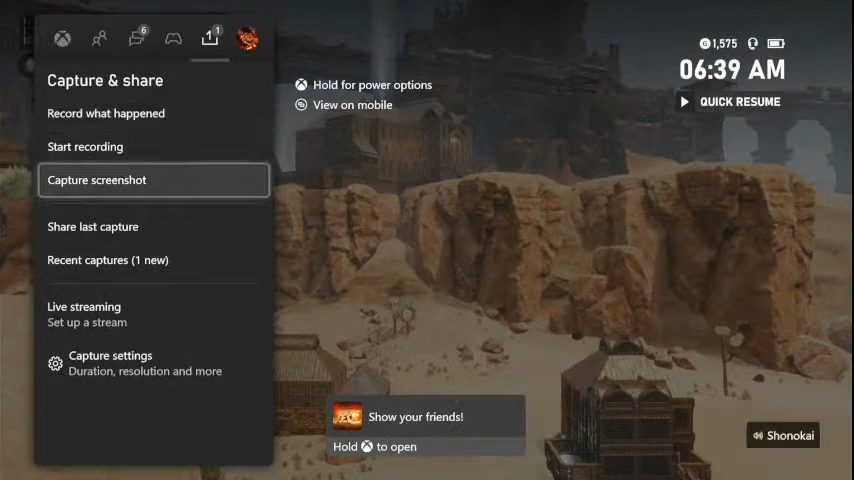 6
1
Capture & share
Record what happened
Start recording
Capture screenshot
Share last capture
Recent captures (1 new)
Live streaming
Set up a stream
Capture settings
Duration, resolution and more
Hold for power options
View on mobile
G 1,575
06:39 AM
QUICK RESUME
Show your friends!
Hold to open
Shonokai